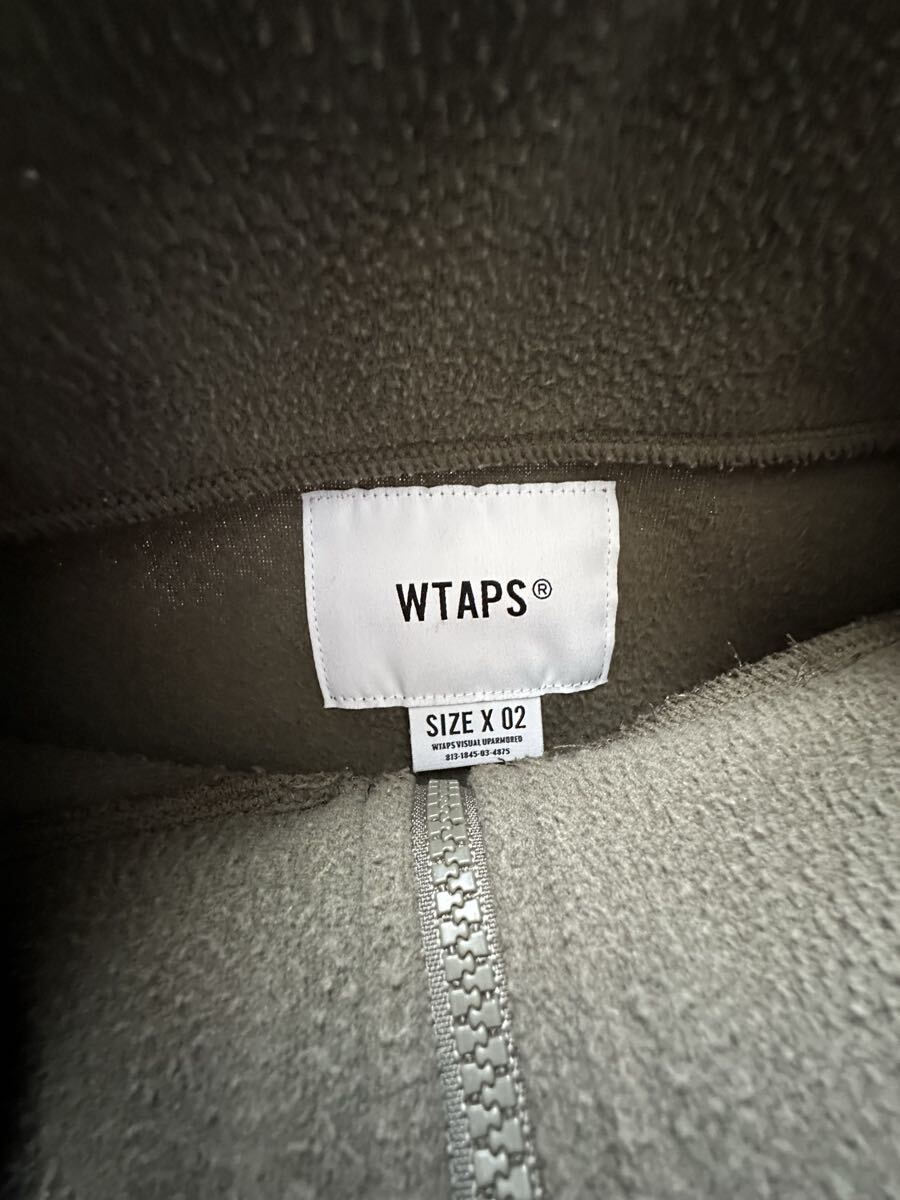 WTAPS®
SIZE X 02
WTAPS VISUAL UPARMORED
813-1845-03-4875